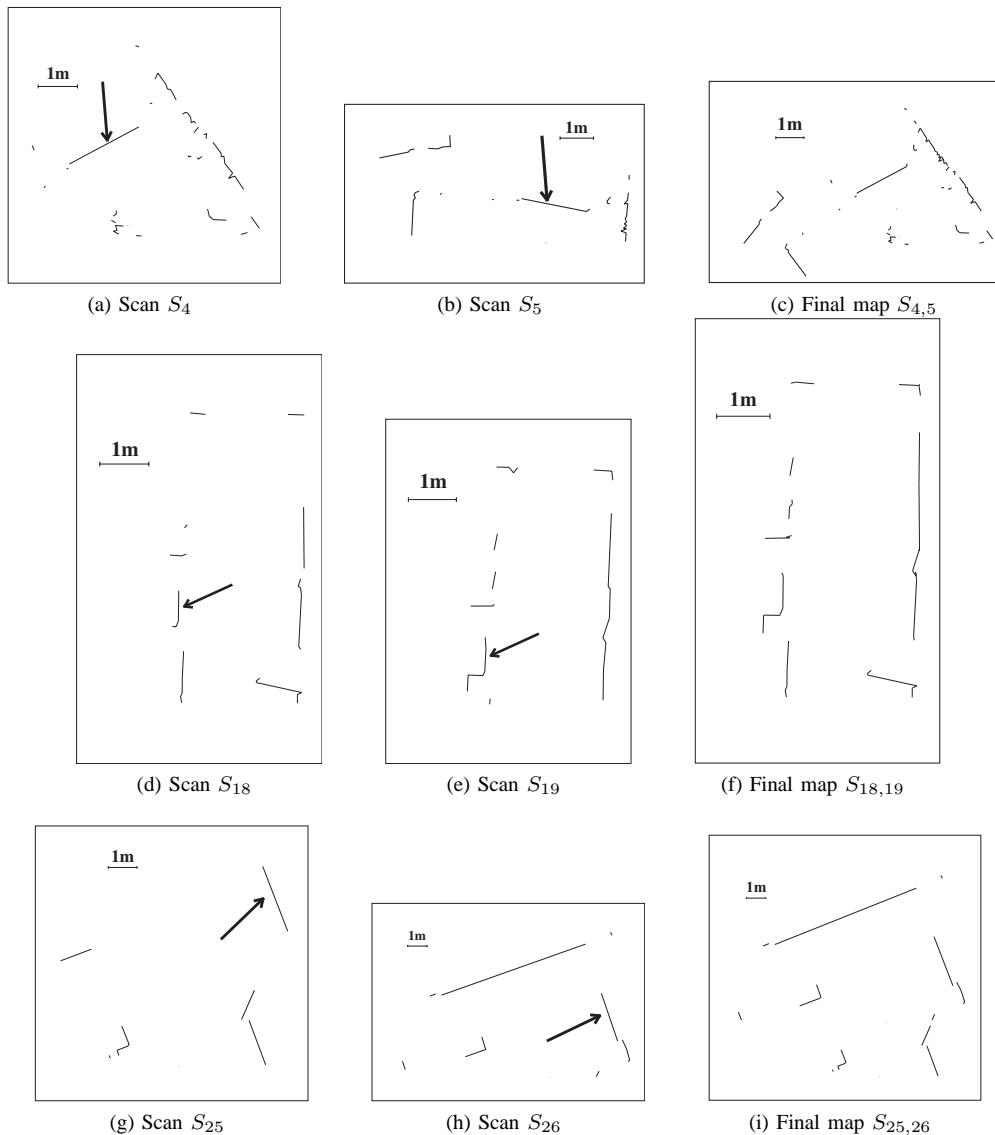 1m
1m
1m
(a) Scan S4
(b) Scan S5
(c) Final map S4,5
1m
1m
1m
(d) Scan S18
(e) Scan S19
(f) Final map S18,19
1m
1m
1m
(g) Scan S25
(h) Scan S26
(i) Final map S25,26